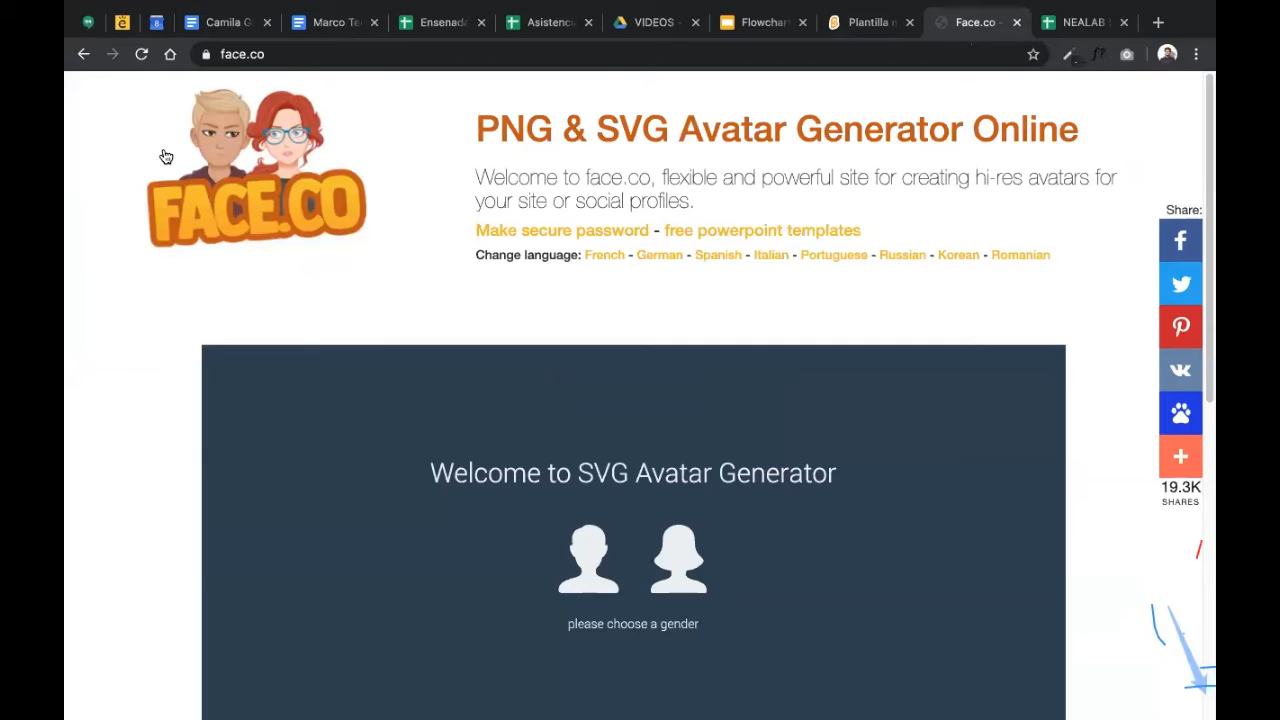 Camila G
Marco Te
Ensenad
Asistenci
VIDEOS -
Flowchart
Plantilla
Face.co -
NEALAB
face.co
FACE.CO
PNG & SVG Avatar Generator Online
Welcome to face.co, flexible and powerful site for creating hi-res avatars for
your site or social profiles.
Make secure password - free powerpoint templates
Change language: French - German - Spanish - Italian - Portuguese - Russian - Korean - Romanian
Share:
19.3K
SHARES
Welcome to SVG Avatar Generator
please choose a gender